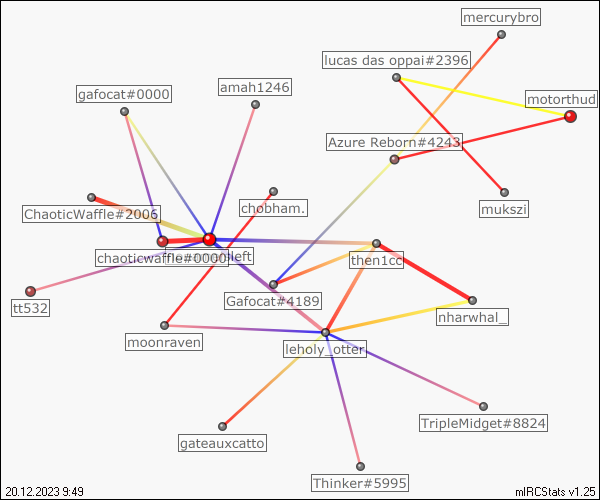 mercurybro
lucas das oppai#2396
gafocat#0000
amah1246
motorthud
Azure Reborn#4243
ChaoticWaffle#2006
chobham.
mukszi
chaoticwaffle#0000
left
then1cc
Gafocat#4189
tt532
nharwhal_
moonraven
leholy_otter
TripleMidget#8824
gateauxcatto
Thinker#5995
20.12.2023 9:49
mIRCStats v1.25